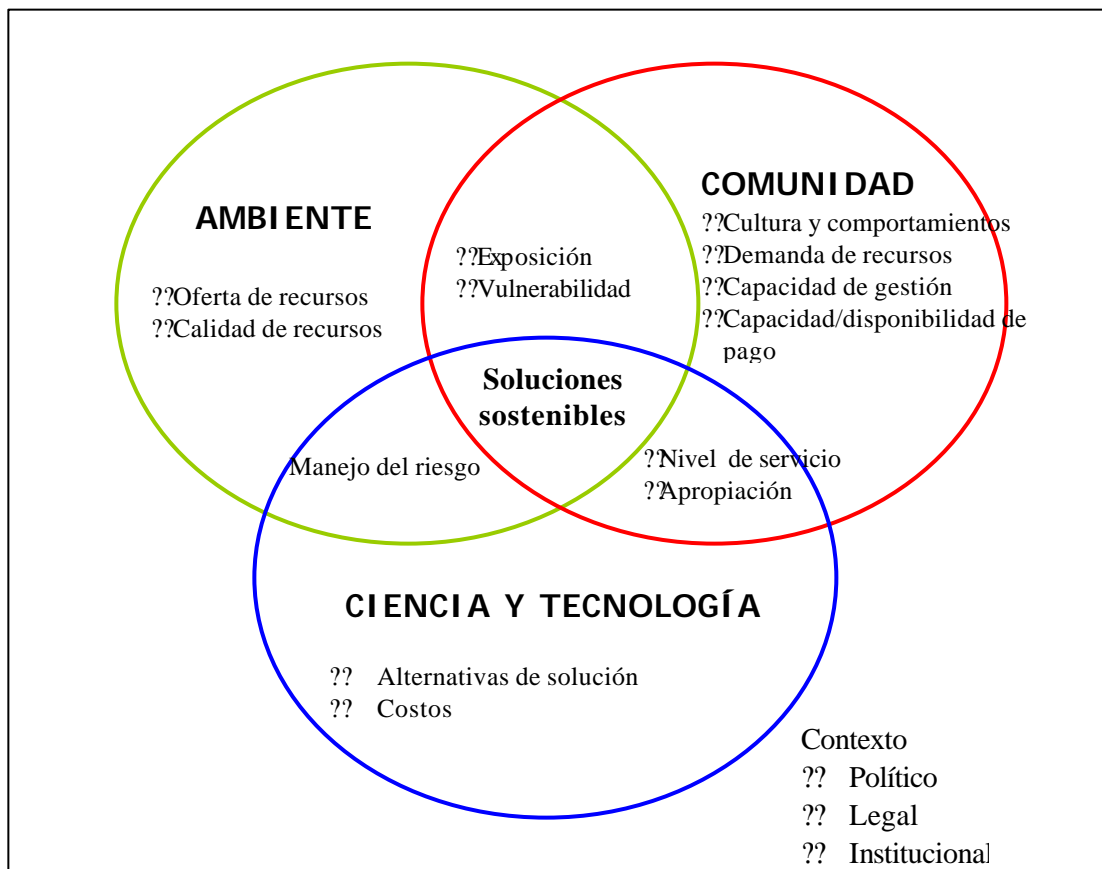 AMBIENTE
??Oferta de recursos
??Calidad de recursos
??Exposición
??Vulnerabilidad
COMUNIDAD
??Cultura y comportamientos
??Demanda de recursos
??Capacidad de gestión
??Capacidad/disponibilidad de
pago
Soluciones
sostenibles
Manejo del riesgo
??Nivel de servicio
??Apropiación
CIENCIA Y TECNOLOGÍA
?? Alternativas de solución
?? Costos
Contexto
?? Político
?? Legal
?? Institucional